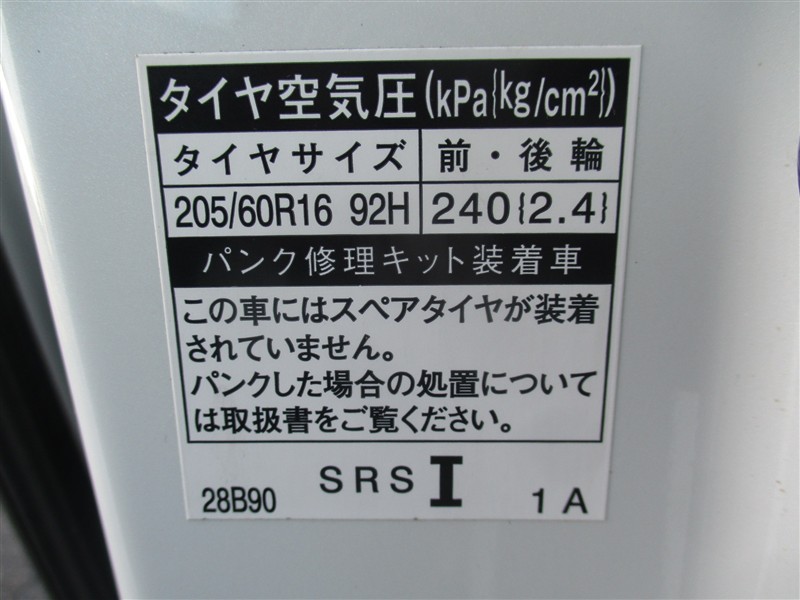 タイヤ空気圧(kPa{kg/cm²})
タイヤサイズ 前・後輪
205/60R16 92H 240{2.4}
パンク修理キット装着車
この車にはスペアタイヤが装着
されていません。
パンクした場合の処置について
は取扱書をご覧ください。
28B90 SRS I 1A